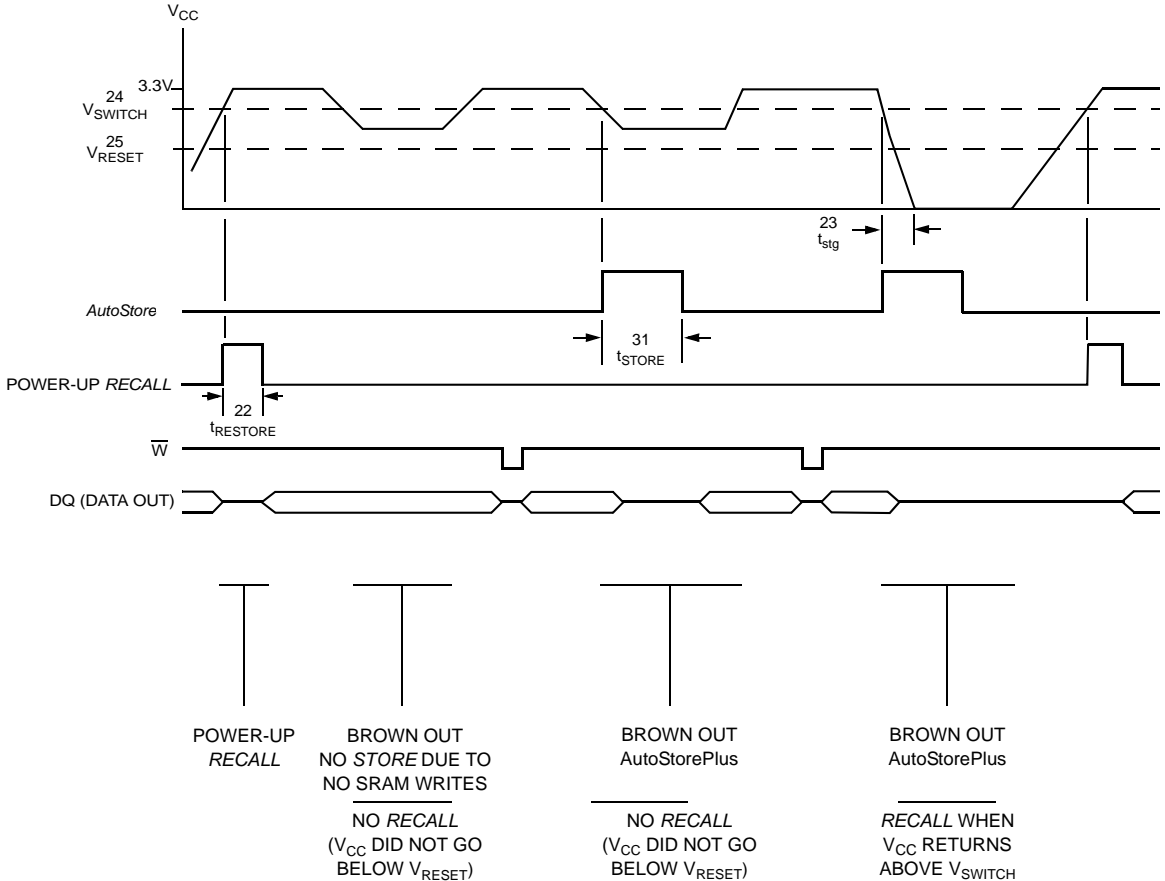 VCC
3.3V
24
VSWITCH
25
VRESET
23
tstg
AutoStore
31
tSTORE
POWER-UP RECALL
22
tRESTORE
W
DQ (DATA OUT)
POWER-UP
RECALL
BROWN OUT
NO STORE DUE TO
NO SRAM WRITES
NO RECALL
(VCC DID NOT GO
BELOW VRESET)
BROWN OUT
AutoStorePlus
NO RECALL
(VCC DID NOT GO
BELOW VRESET)
BROWN OUT
AutoStorePlus
RECALL WHEN
VCC RETURNS
ABOVE VSWITCH